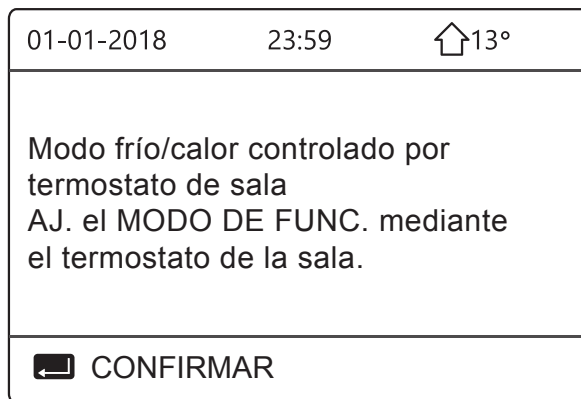 01-01-2018 23:59 13°
Modo frío/calor controlado por
termostato de sala
AJ. el MODO DE FUNC. mediante
el termostato de la sala.
CONFIRMAR